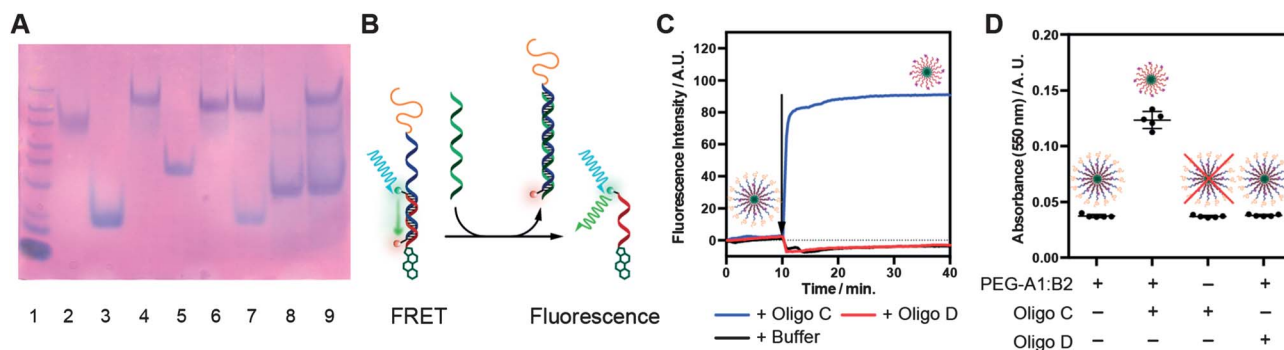 A
1 2 3 4 5 6 7 8 9
B
FRET
Fluorescence
C
Fluorescence Intensity / A.U.
120
100
80
60
40
20
0
0 10 20 30 40
Time / min.
+ Oligo C + Oligo D
+ Buffer
D
Absorbance (550 nm) / A. U.
0.20
0.15
0.10
0.05
0.00
PEG-A1:B2 + + – +
Oligo C – + + –
Oligo D – – – +